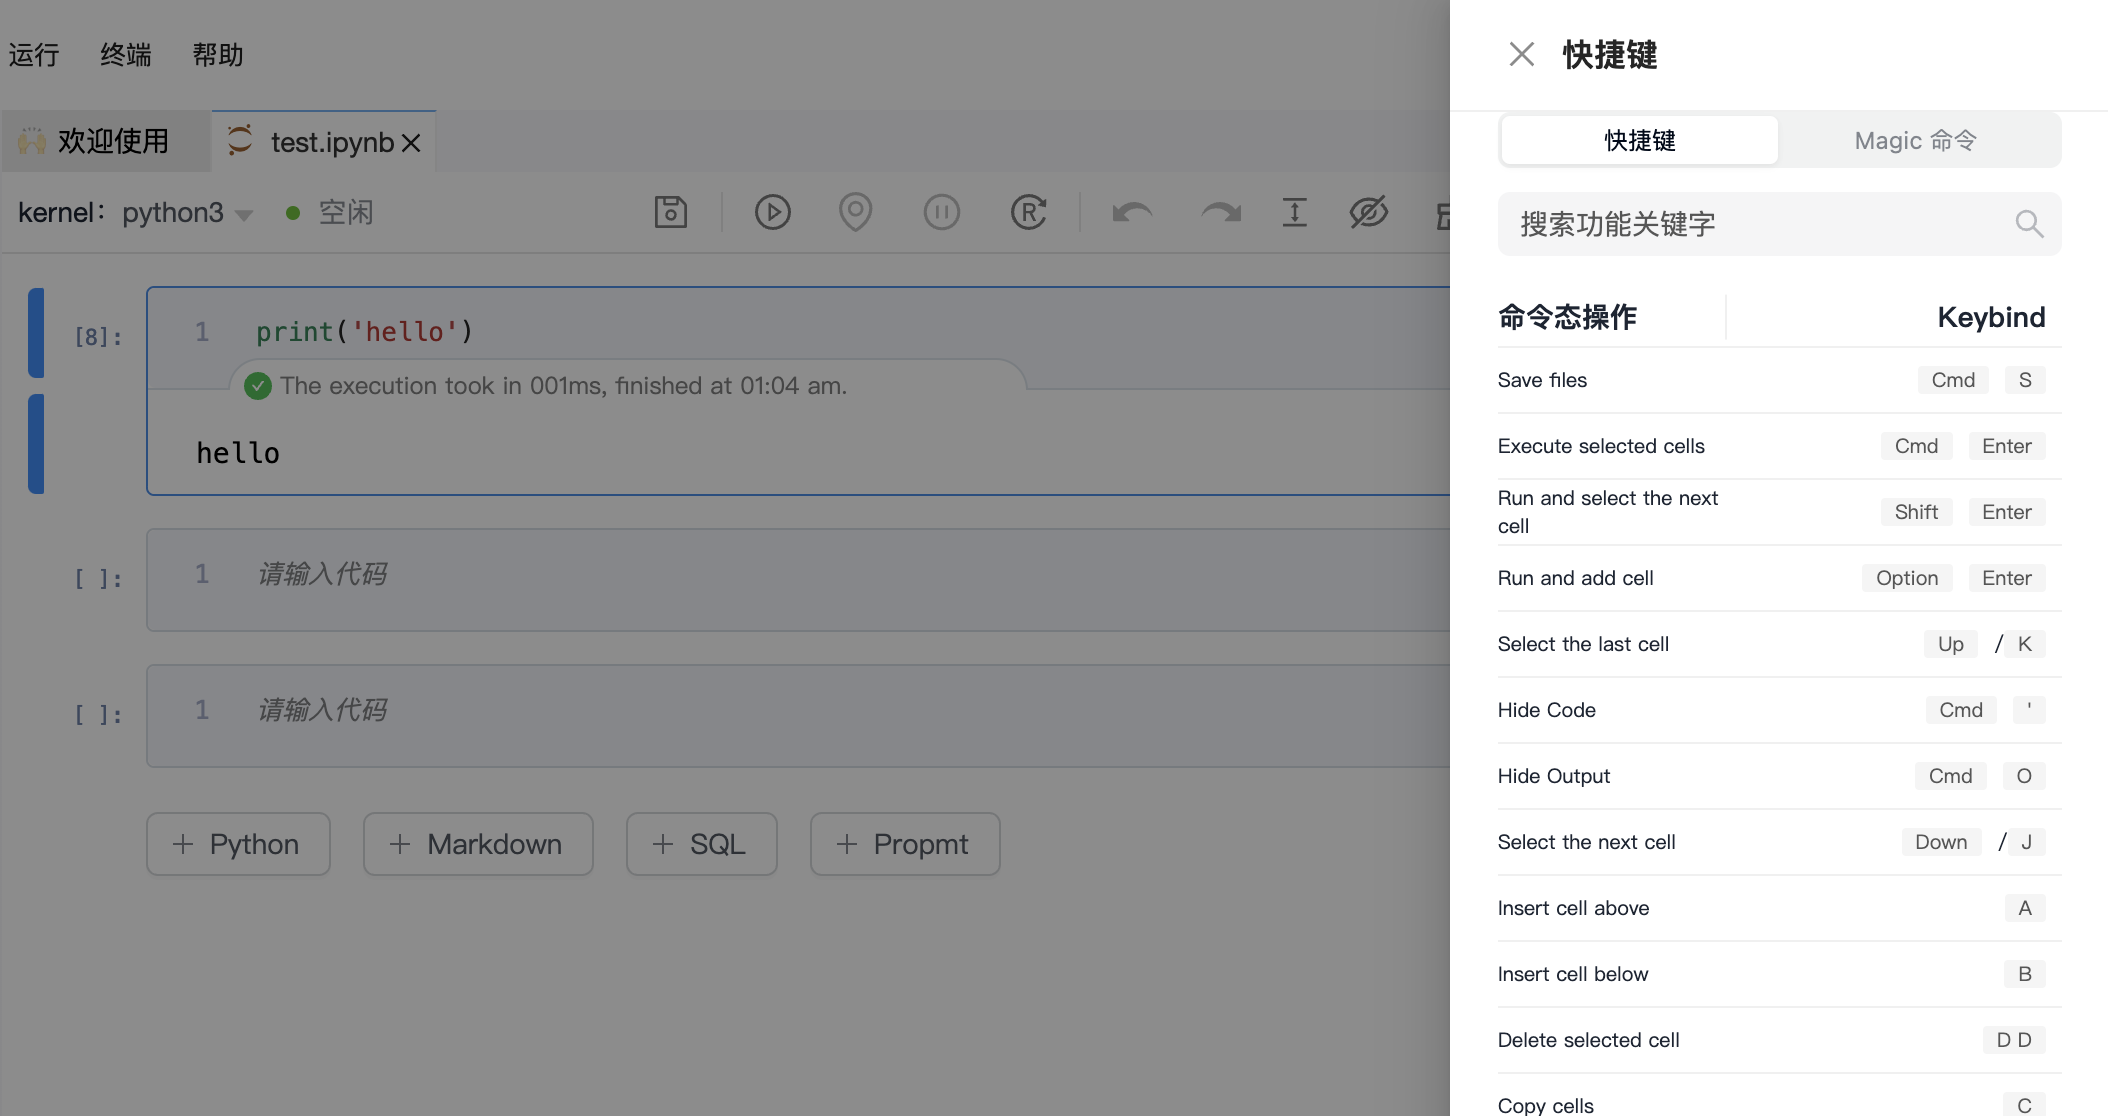 运行 终端 帮助
欢迎使用 test.ipynb
kernel: python3 空闲
[8]: 1 print('hello')
The execution took in 001ms, finished at 01:04 am.
hello
[ ]: 1 请输入代码
[ ]: 1 请输入代码
+ Python + Markdown + SQL + Propmt
快捷键
快捷键 Magic 命令
搜索功能关键字
命令态操作 Keybind
Save files Cmd S
Execute selected cells Cmd Enter
Run and select the next
cell Shift Enter
Run and add cell Option Enter
Select the last cell Up / K
Hide Code Cmd '
Hide Output Cmd O
Select the next cell Down / J
Insert cell above A
Insert cell below B
Delete selected cell D D
Copy cells C